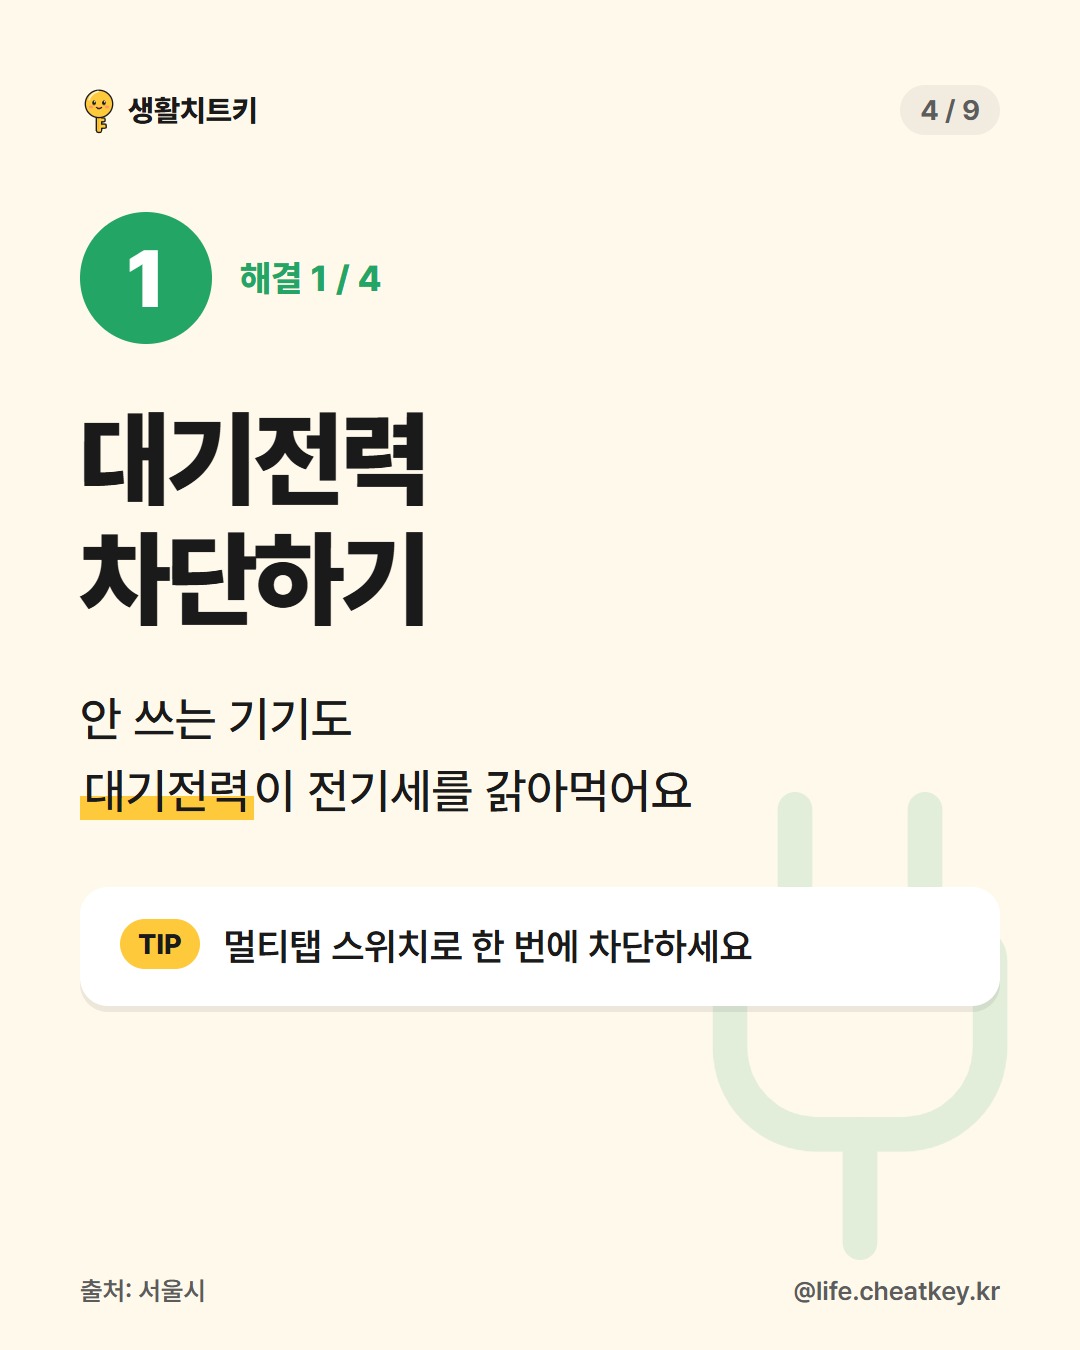 생활치트키
4 / 9
1
해결 1 / 4
대기전력
차단하기
안 쓰는 기기도
대기전력이 전기세를 갉아먹어요
TIP 멀티탭 스위치로 한 번에 차단하세요
출처: 서울시
@life.cheatkey.kr